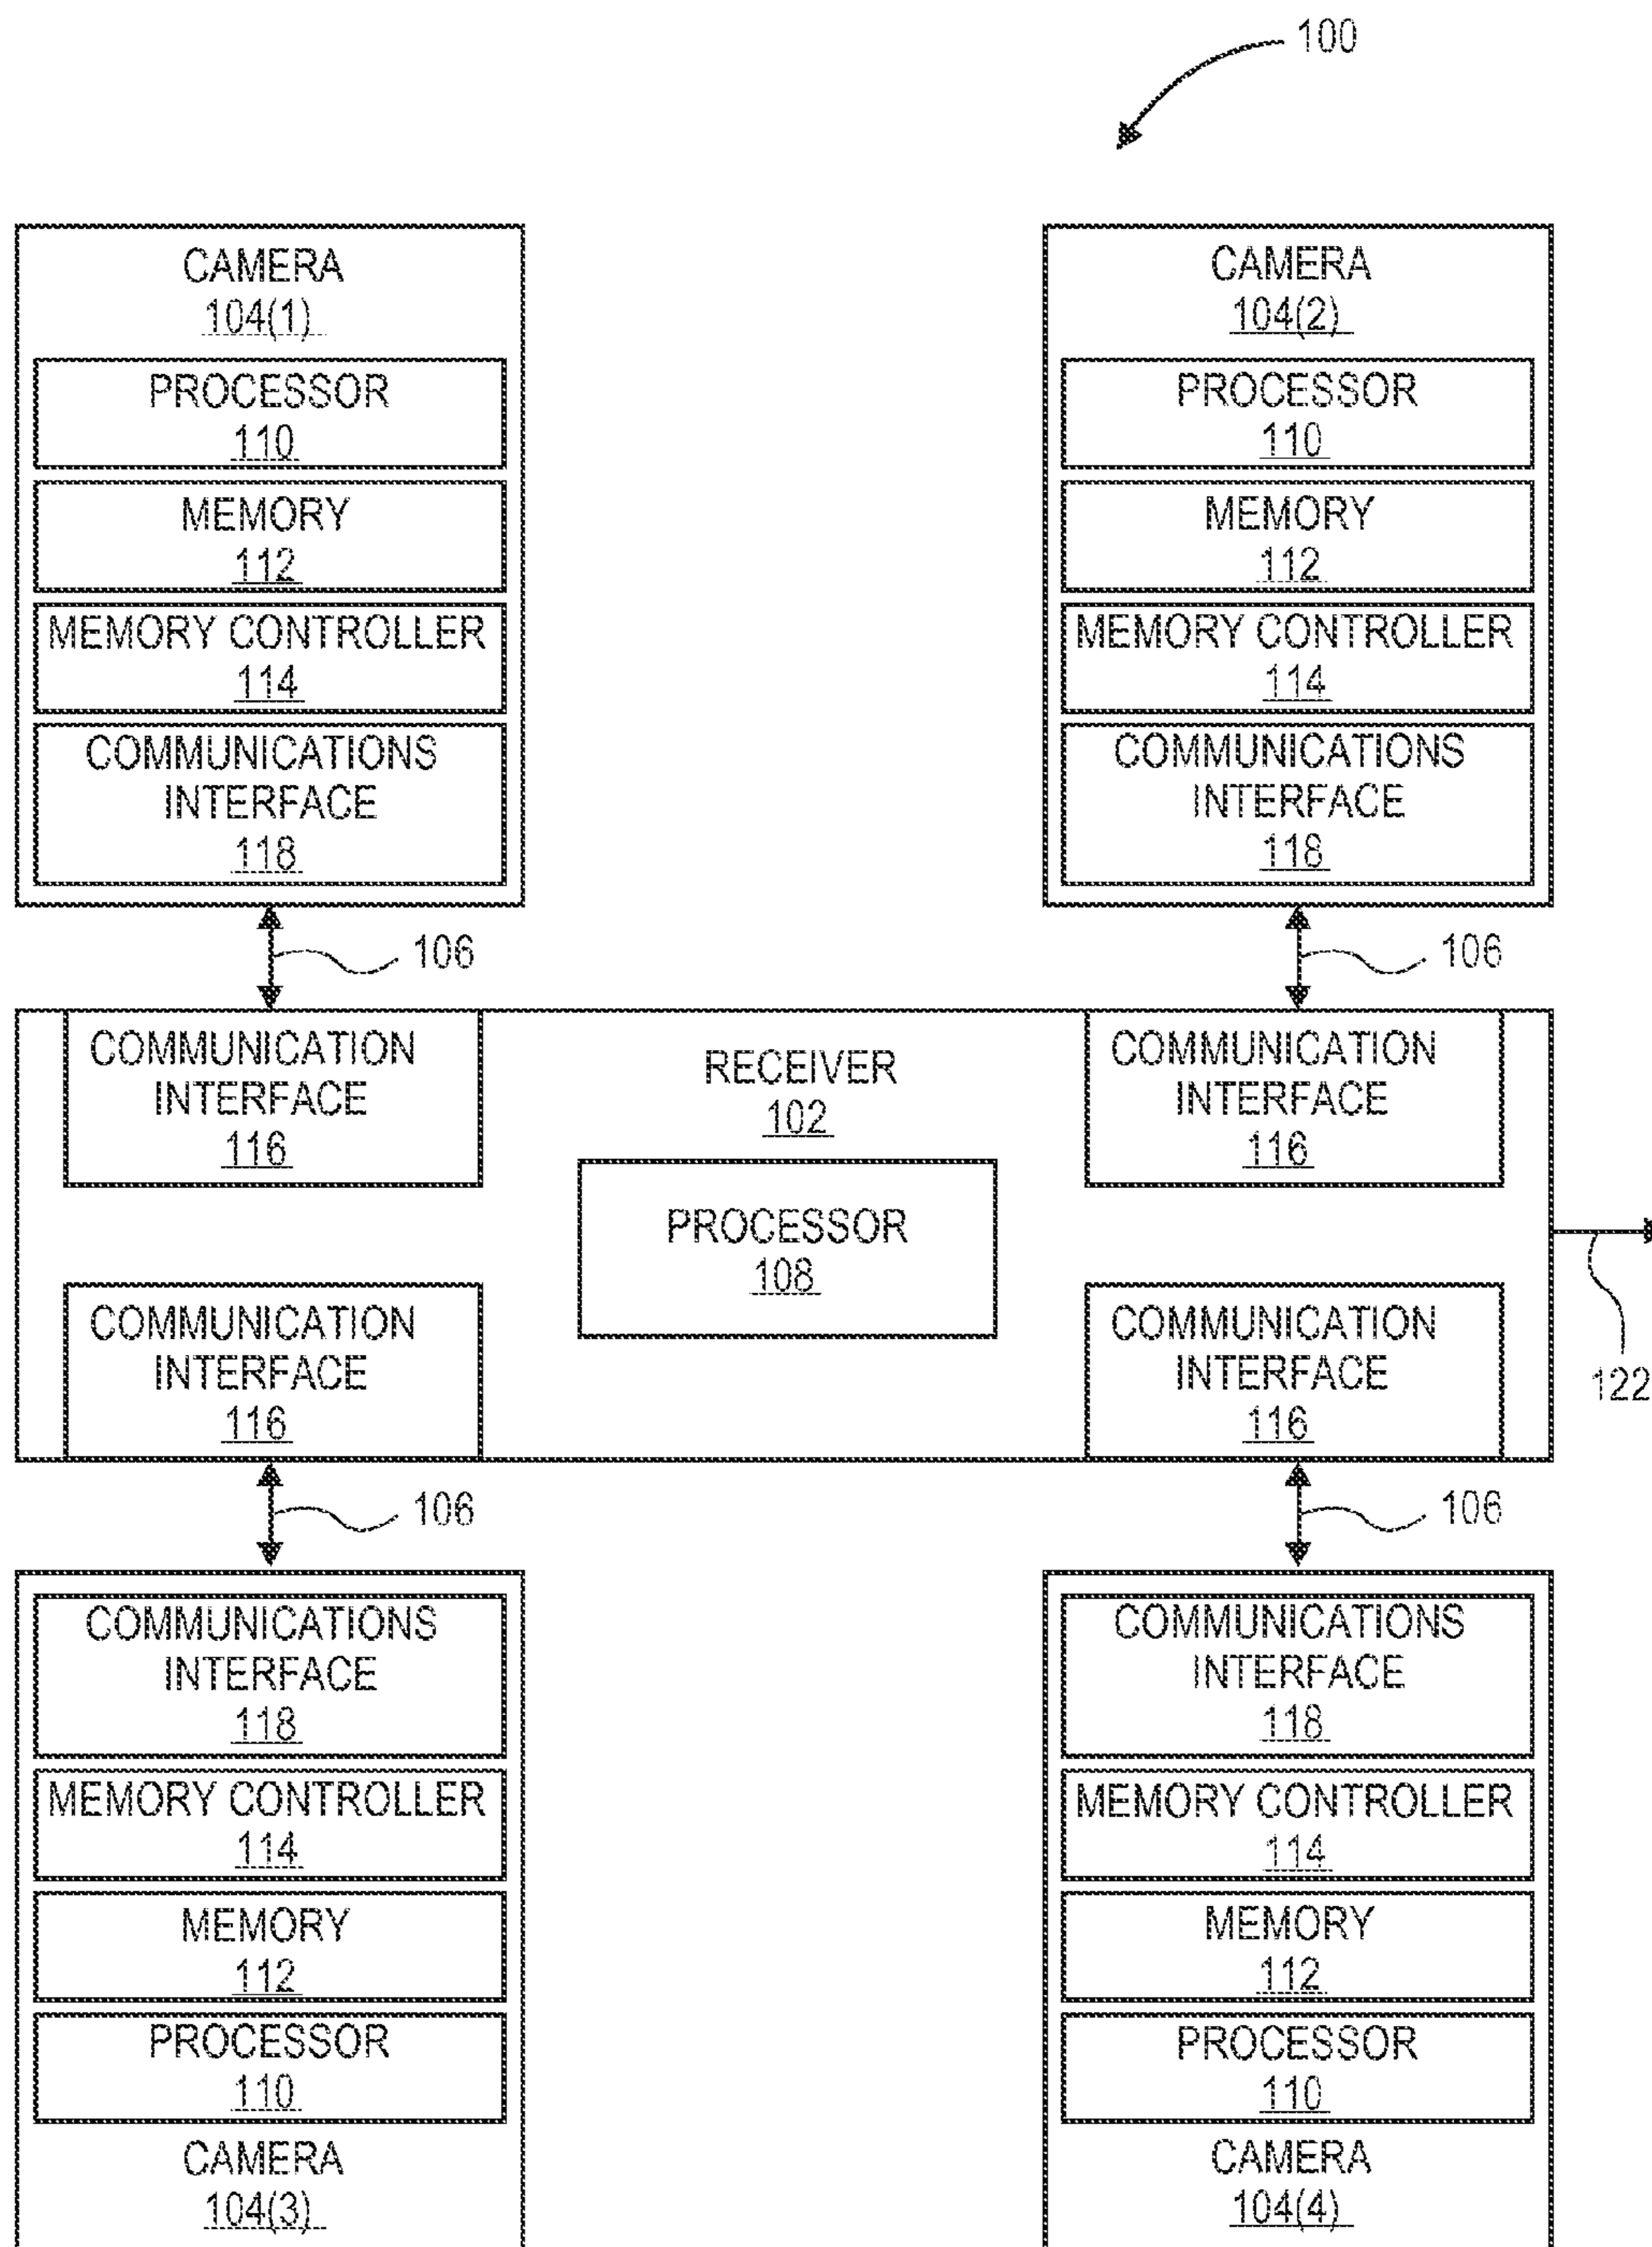 100
CAMERA
104(1)
PROCESSOR
110
MEMORY
112
MEMORY CONTROLLER
114
COMMUNICATIONS
INTERFACE
118
CAMERA
104(2)
PROCESSOR
110
MEMORY
112
MEMORY CONTROLLER
114
COMMUNICATIONS
INTERFACE
118
106
106
COMMUNICATION
INTERFACE
116
RECEIVER
102
COMMUNICATION
INTERFACE
116
PROCESSOR
108
COMMUNICATION
INTERFACE
116
COMMUNICATION
INTERFACE
116
122
106
106
COMMUNICATIONS
INTERFACE
118
MEMORY CONTROLLER
114
MEMORY
112
PROCESSOR
110
CAMERA
104(3)
COMMUNICATIONS
INTERFACE
118
MEMORY CONTROLLER
114
MEMORY
112
PROCESSOR
110
CAMERA
104(4)